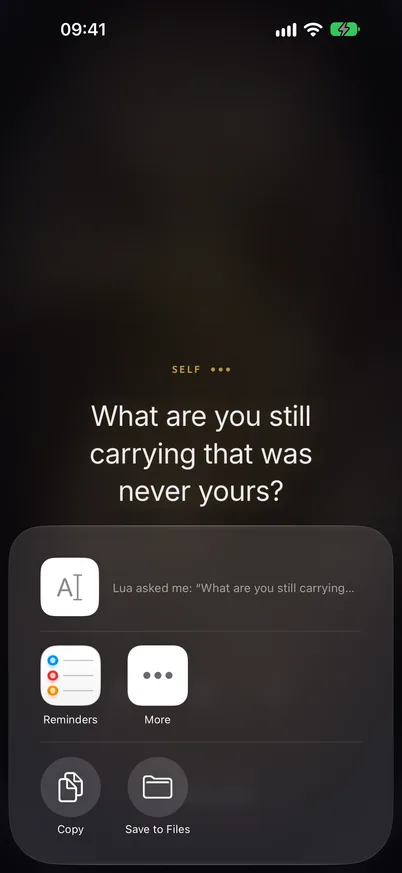 09:41
SELF •••
What are you still
carrying that was
never yours?
A
Lua asked me: “What are you still carrying...
Reminders
More
Copy
Save to Files